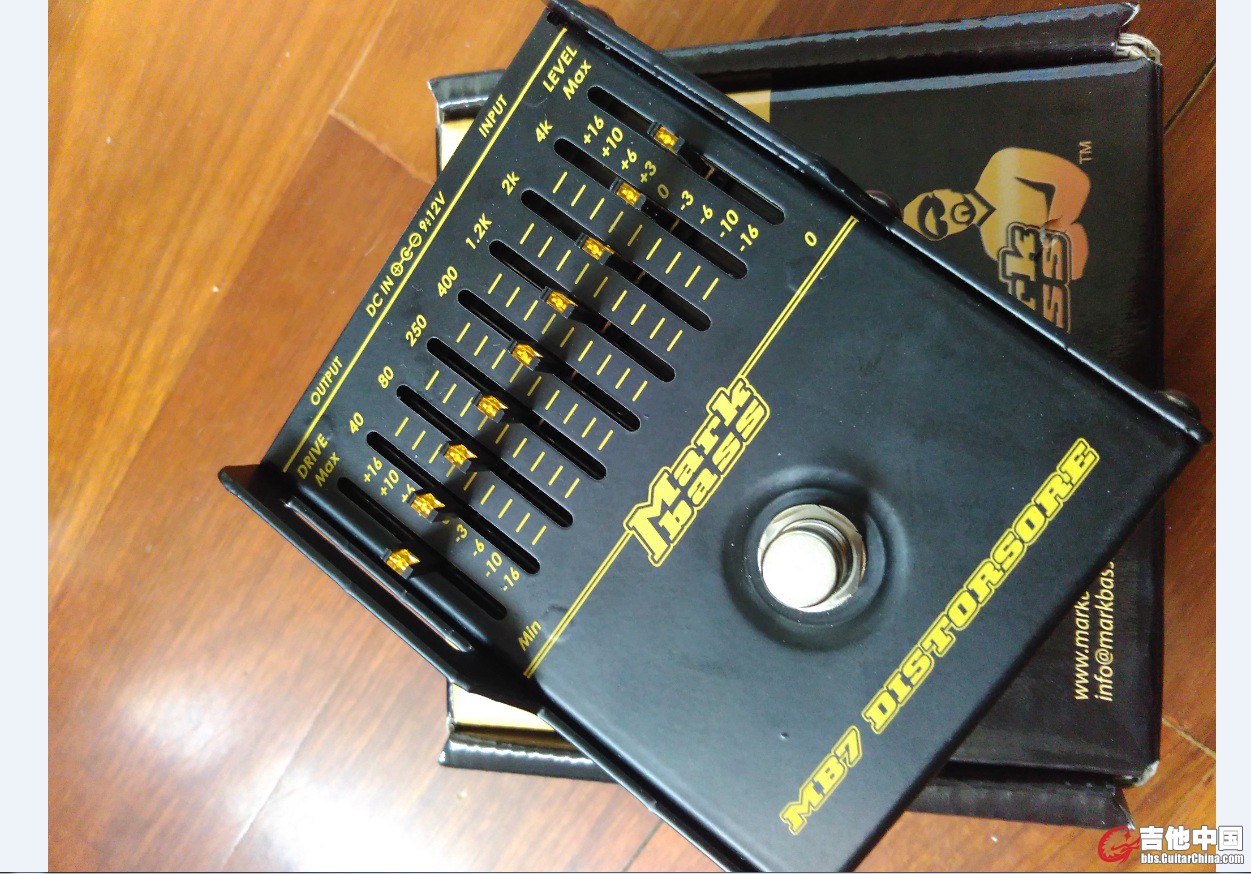 LEVEL
Max
INPUT
DC IN 9÷12V
OUTPUT
DRIVE
Max
4K
2K
1.2K
400
250
80
40
+16
+10
+6
+3
0
-3
-6
-10
-16
0
+16
+10
-3
-6
-10
-16
Min
Mark
bass
MB7 DISTORSORE
TM
info@markbass
吉他中国
bbs.GuitarChina.com